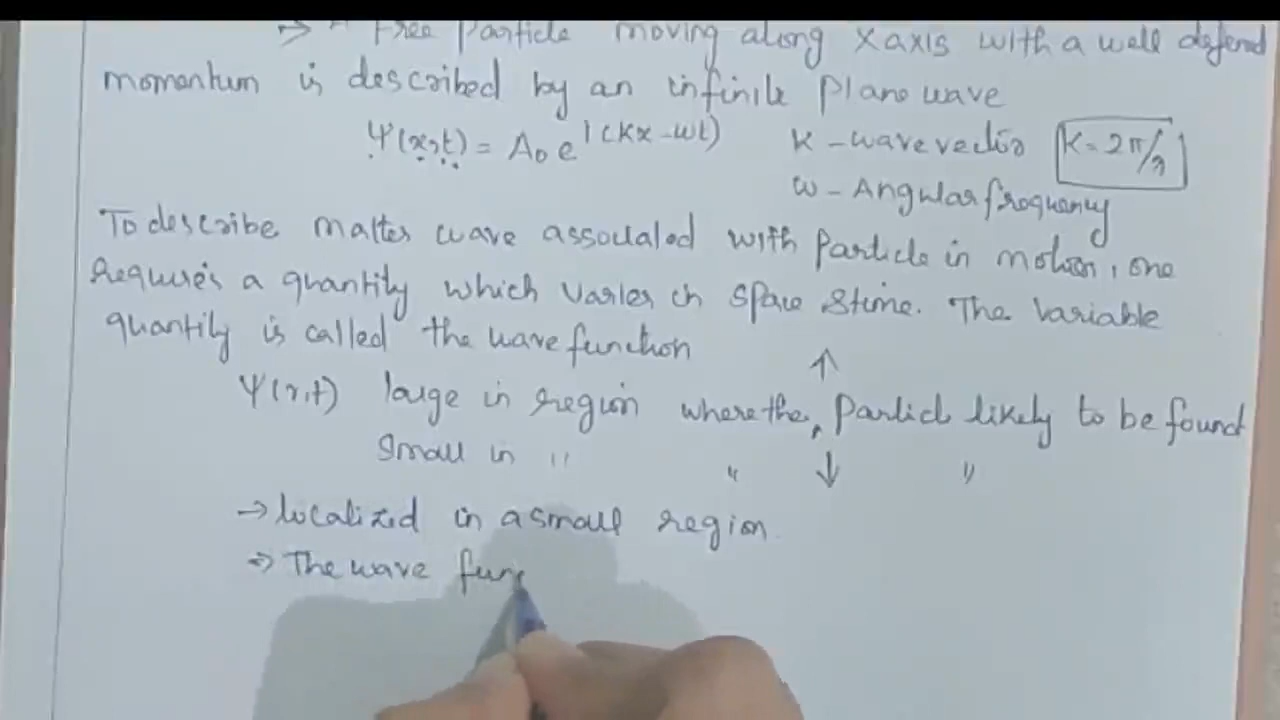 → A free particle moving along x axis with a well defend
momentum is described by an infinite plane wave
Ψ(x,t) = A₀ e^i(kx-ωt) K - wave vector K = 2π/λ
ω - Angular frequency
To describe matter wave associated with particle in motion, one
requires a quantity which varies in space & time. The variable
quantity is called the wave function
Ψ(r,t) large in region where the ↑ particle likely to be found
Small in " " ↓ "
→ localized in a small region.
→ The wave func